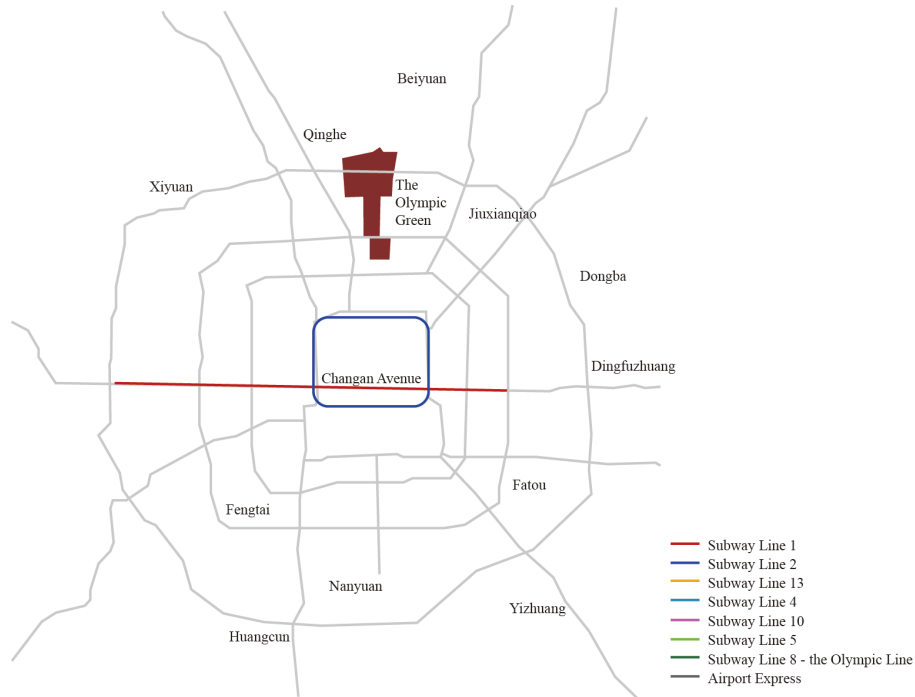 Beiyuan
Qinghe
Xiyuan
The
Olympic
Green
Jiuxianqiao
Dongba
Dingfuzhuang
Changan Avenue
Fatou
Fengtai
Nanyuan
Yizhuang
Huangcun
Subway Line 1
Subway Line 2
Subway Line 13
Subway Line 4
Subway Line 10
Subway Line 5
Subway Line 8 - the Olympic Line
Airport Express